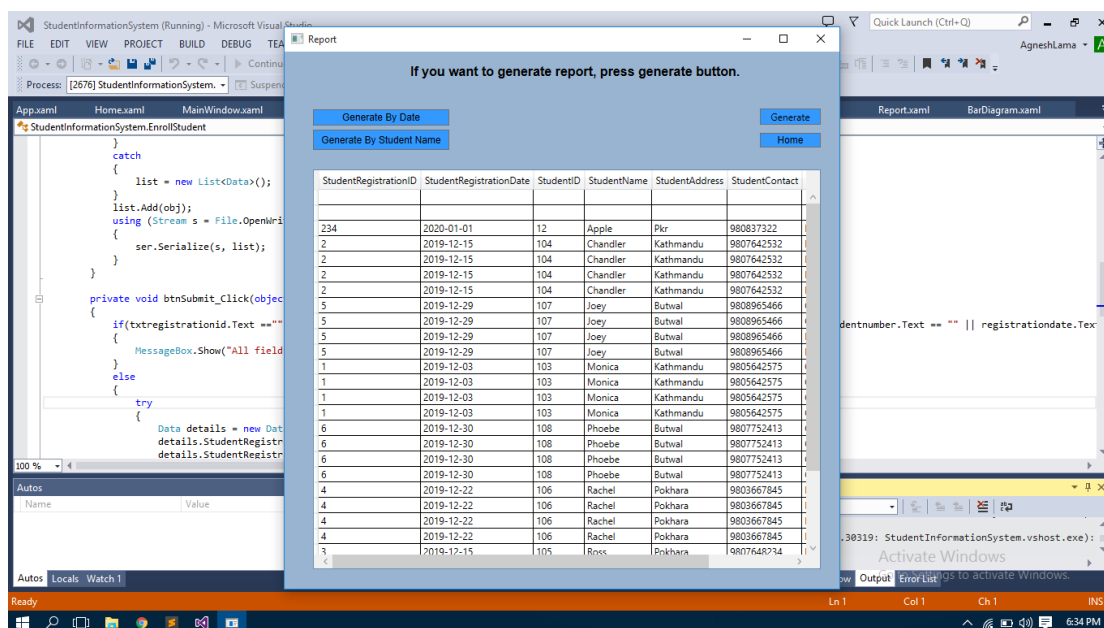 StudentInformationSystem (Running) - Microsoft Visual Studio
Quick Launch (Ctrl+Q)
FILE EDIT VIEW PROJECT BUILD DEBUG TEA
AgneshLama
Continu
Process: [2676] StudentInformationSystem. Suspen
App.xaml Home.xaml MainWindow.xaml Report.xaml BarDiagram.xaml
StudentInformationSystem.EnrollStudent
}
catch
{
list = new List<Data>();
}
list.Add(obj);
using (Stream s = File.OpenWri
{
ser.Serialize(s, list);
}
}
private void btnSubmit_Click(objec
{
if(txtregistrationid.Text ==""
dentnumber.Text == "" || registrationdate.Tex
{
MessageBox.Show("All field
}
else
{
try
{
Data details = new Dat
details.StudentRegistr
details.StudentRegistr
100 %
Report
If you want to generate report, press generate button.
Generate By Date Generate
Generate By Student Name Home
StudentRegistrationID StudentRegistrationDate StudentID StudentName StudentAddress StudentContact
234 2020-01-01 12 Apple Pkr 980837322
2 2019-12-15 104 Chandler Kathmandu 9807642532
2 2019-12-15 104 Chandler Kathmandu 9807642532
2 2019-12-15 104 Chandler Kathmandu 9807642532
2 2019-12-15 104 Chandler Kathmandu 9807642532
5 2019-12-29 107 Joey Butwal 9808965466
5 2019-12-29 107 Joey Butwal 9808965466
5 2019-12-29 107 Joey Butwal 9808965466
5 2019-12-29 107 Joey Butwal 9808965466
1 2019-12-03 103 Monica Kathmandu 9805642575
1 2019-12-03 103 Monica Kathmandu 9805642575
1 2019-12-03 103 Monica Kathmandu 9805642575
1 2019-12-03 103 Monica Kathmandu 9805642575
6 2019-12-30 108 Phoebe Butwal 9807752413
6 2019-12-30 108 Phoebe Butwal 9807752413
6 2019-12-30 108 Phoebe Butwal 9807752413
6 2019-12-30 108 Phoebe Butwal 9807752413
4 2019-12-22 106 Rachel Pokhara 9803667845
4 2019-12-22 106 Rachel Pokhara 9803667845
4 2019-12-22 106 Rachel Pokhara 9803667845
4 2019-12-22 106 Rachel Pokhara 9803667845
3 2019-12-15 105 Ross Pokhara 9807648234
Autos
Name Value
.30319: StudentInformationSystem.vshost.exe):
Activate Windows
Go to Settings to activate Windows.
Autos Locals Watch 1 ow Output Error List
Ready Ln 1 Col 1 Ch 1 INS
6:34 PM